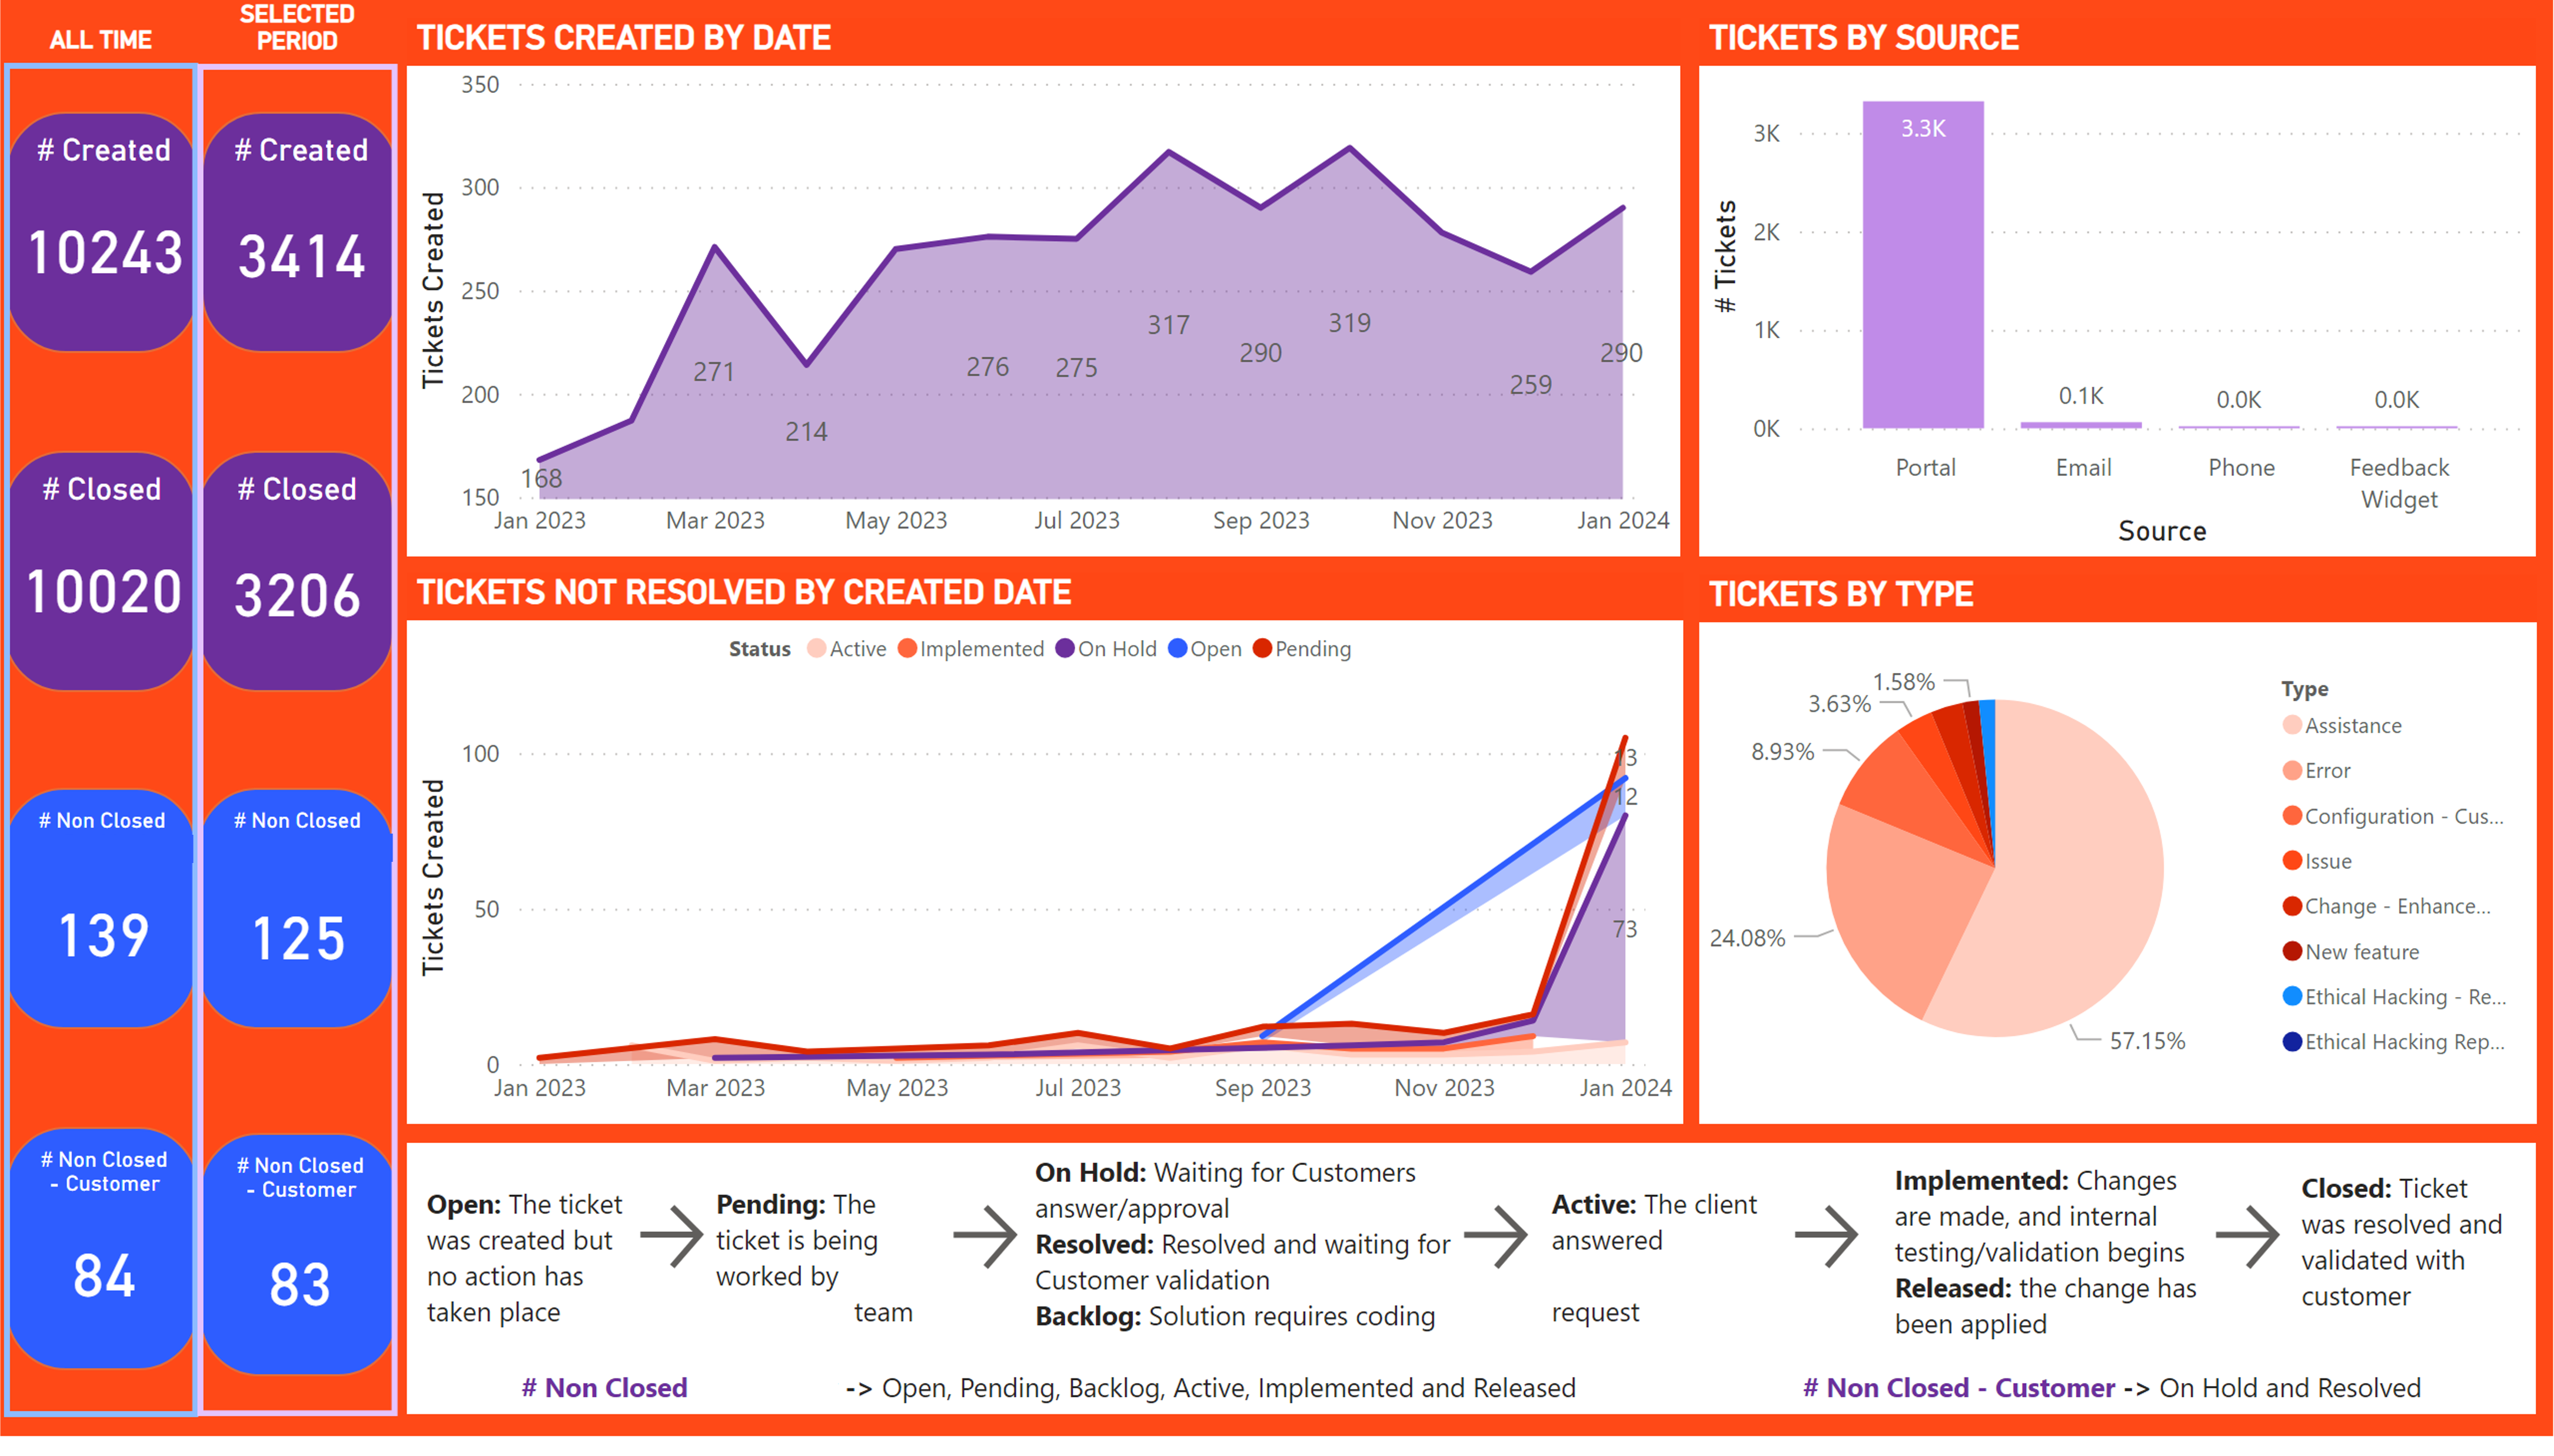 ALL TIME
SELECTED
PERIOD
# Created
10243
# Created
3414
# Closed
10020
# Closed
3206
# Non Closed
139
# Non Closed
125
# Non Closed
- Customer
84
# Non Closed
- Customer
83
TICKETS CREATED BY DATE
Tickets Created
350
300
250
200
150
168
271
214
276
275
317
290
319
259
290
Jan 2023
Mar 2023
May 2023
Jul 2023
Sep 2023
Nov 2023
Jan 2024
TICKETS BY SOURCE
# Tickets
3K
2K
1K
0K
3.3K
0.1K
0.0K
0.0K
Portal
Email
Phone
Feedback
Widget
Source
TICKETS NOT RESOLVED BY CREATED DATE
Status Active Implemented On Hold Open Pending
Tickets Created
100
50
0
13
12
73
Jan 2023
Mar 2023
May 2023
Jul 2023
Sep 2023
Nov 2023
Jan 2024
TICKETS BY TYPE
1.58%
3.63%
8.93%
24.08%
57.15%
Type
Assistance
Error
Configuration - Cus...
Issue
Change - Enhance...
New feature
Ethical Hacking - Re...
Ethical Hacking Rep...
Open: The ticket
was created but
no action has
taken place
Pending: The
ticket is being
worked by
team
On Hold: Waiting for Customers
answer/approval
Resolved: Resolved and waiting for
Customer validation
Backlog: Solution requires coding
Active: The client
answered
request
Implemented: Changes
are made, and internal
testing/validation begins
Released: the change has
been applied
Closed: Ticket
was resolved and
validated with
customer
# Non Closed -> Open, Pending, Backlog, Active, Implemented and Released
# Non Closed - Customer -> On Hold and Resolved